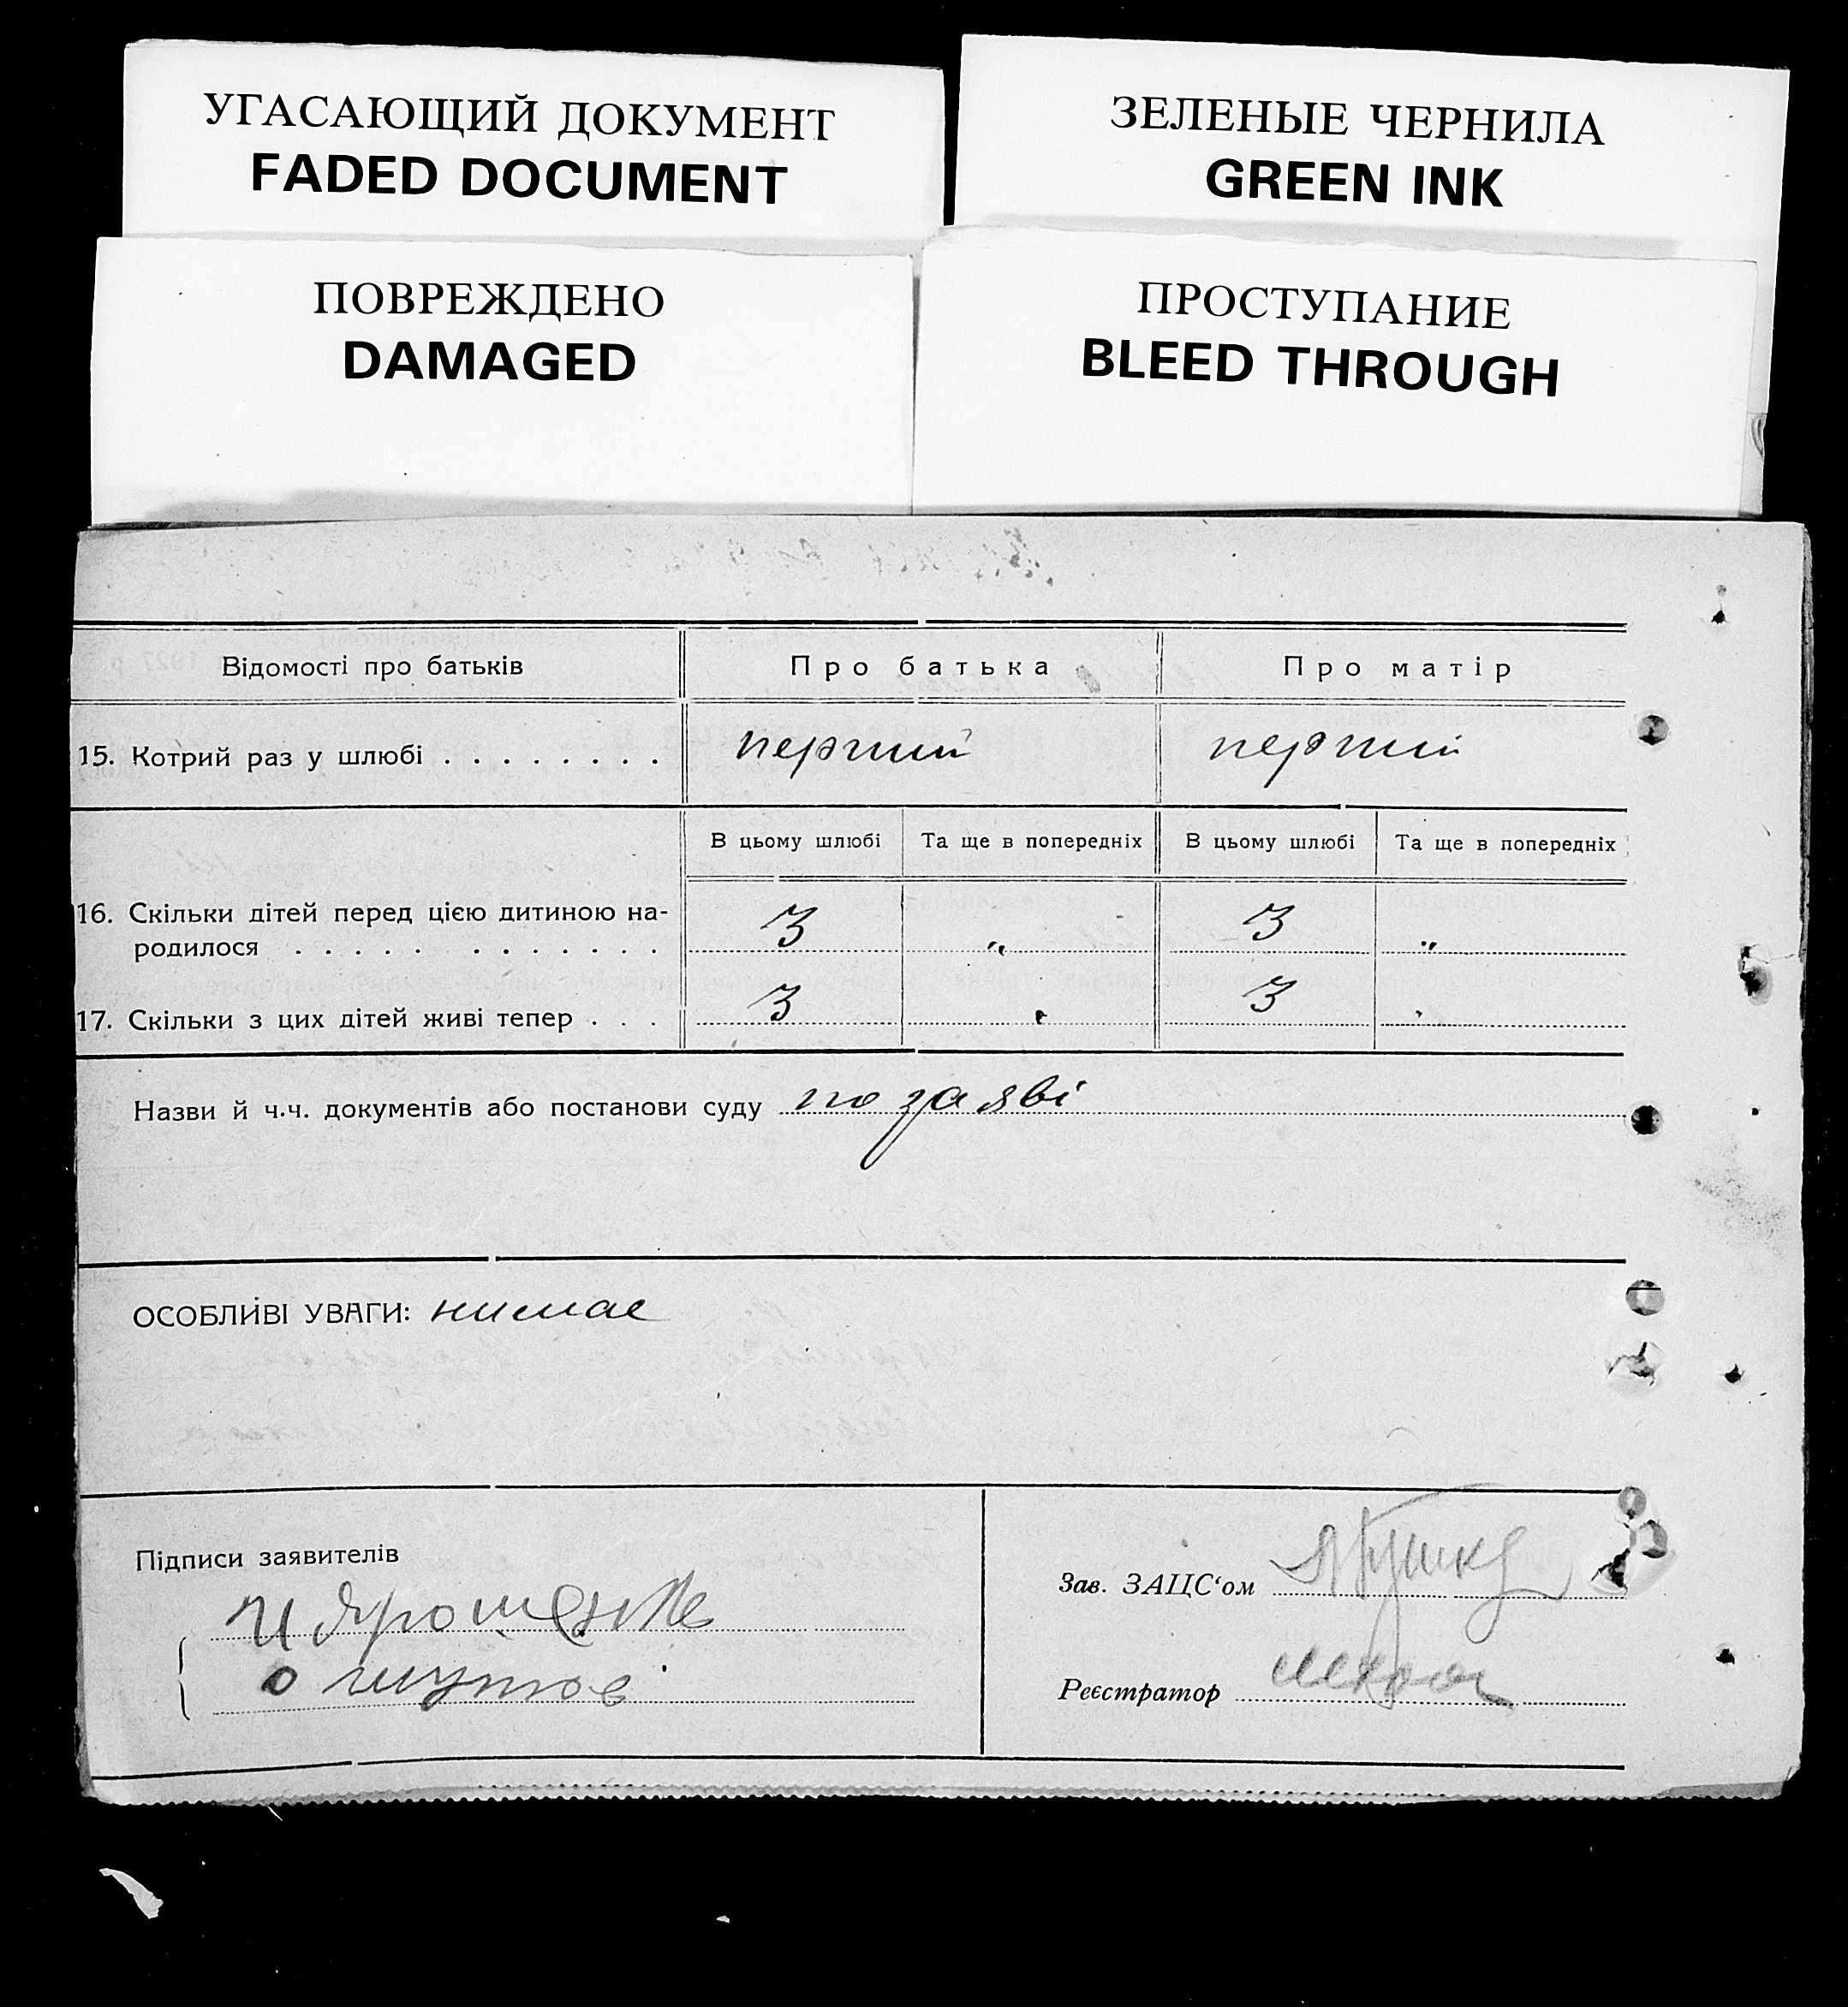 УГАСАЮЩИЙ ДОКУМЕНТ
FADED DOCUMENT
ЗЕЛЕНЫЕ ЧЕРНИЛА
GREEN INK
ПОВРЕЖДЕНО
DAMAGED
ПРОСТУПАНИЕ
BLEED THROUGH
Відомості про батьків Про батька Про матір
15. Котрий раз у шлюбі . . . . . . . . перший перший
В цьому шлюбі Та ще в попередніх В цьому шлюбі Та ще в попередніх
16. Скільки дітей перед цією дитиною на-
родилося . . . . . . . . . . . . 3 „ 3 „
17. Скільки з цих дітей живі тепер . . . 3 3
Назви й ч.ч. документів або постанови суду по заяві
ОСОБЛИВІ УВАГИ: нимае
Підписи заявителів
Зав. ЗАЦС‘ом
Реєстратор